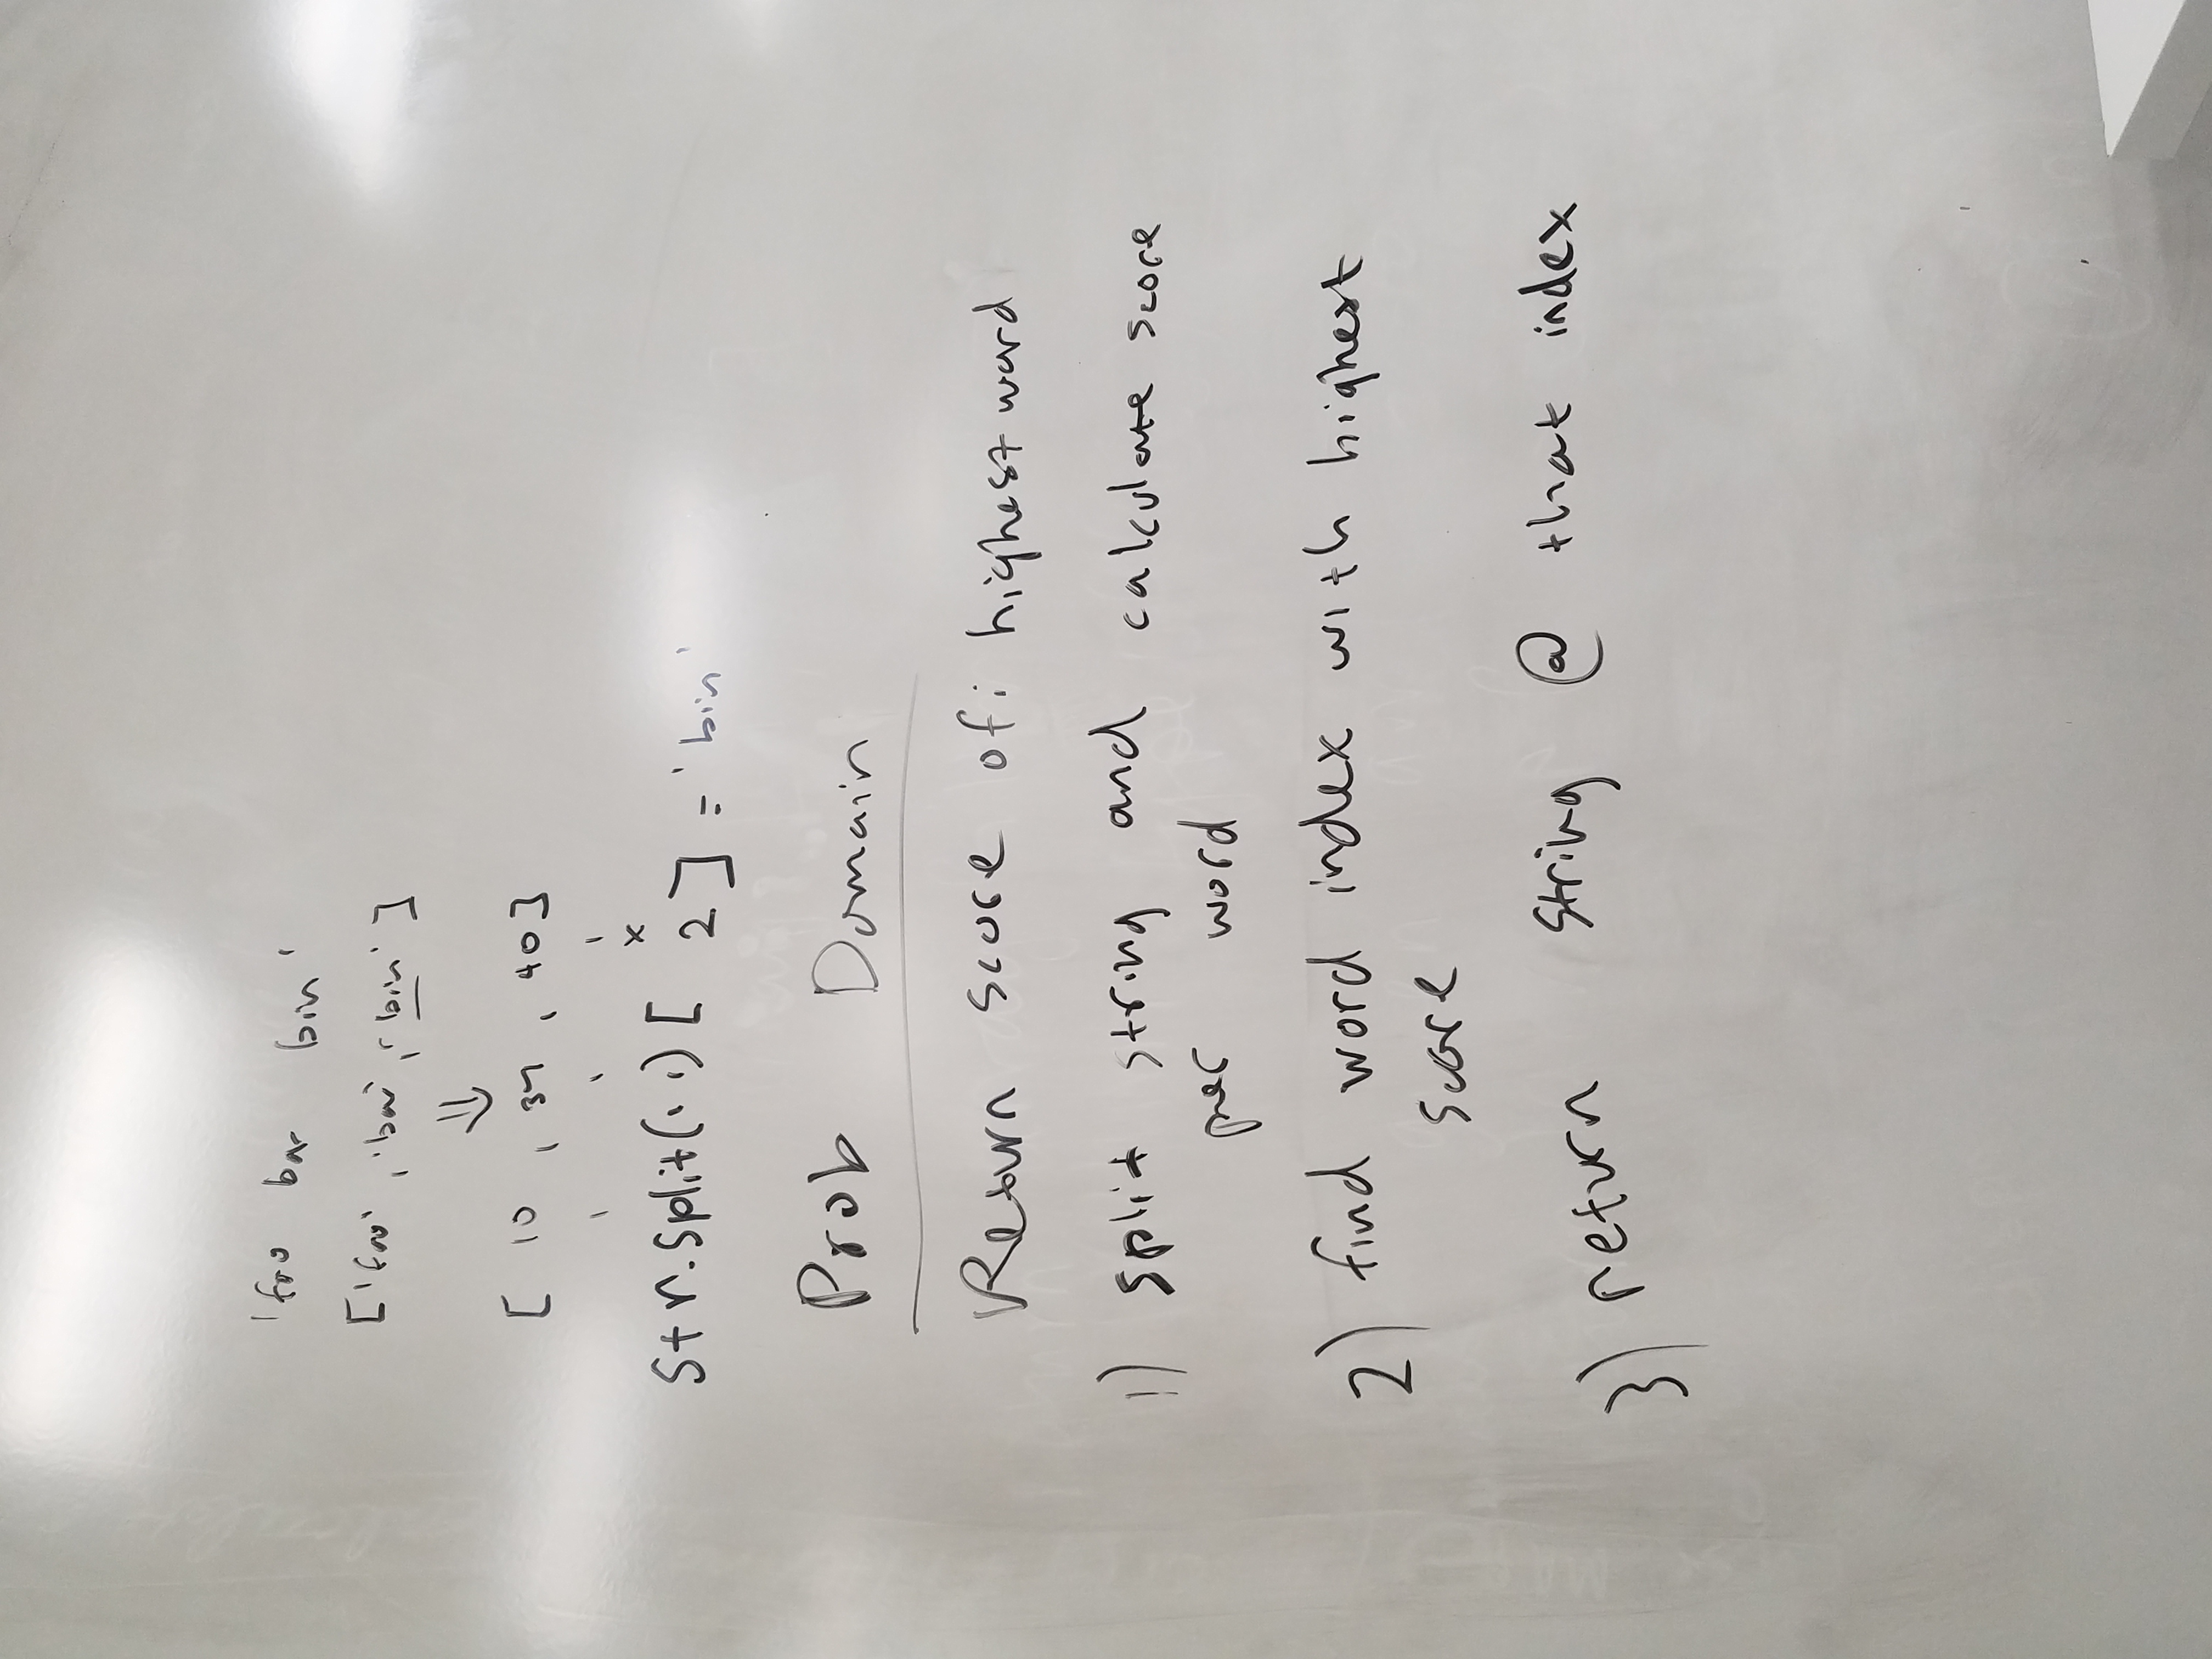 'foo bar bin'
['foo', 'bar', 'bin']
[ 10 , 37 , 40 ]
x
str.split(' ')[ 2 ] = 'bin'
Prob Domain
Return score of: highest word
1) split string and calculate score
per word
2) find word index with highest
score
3) return string @ that index